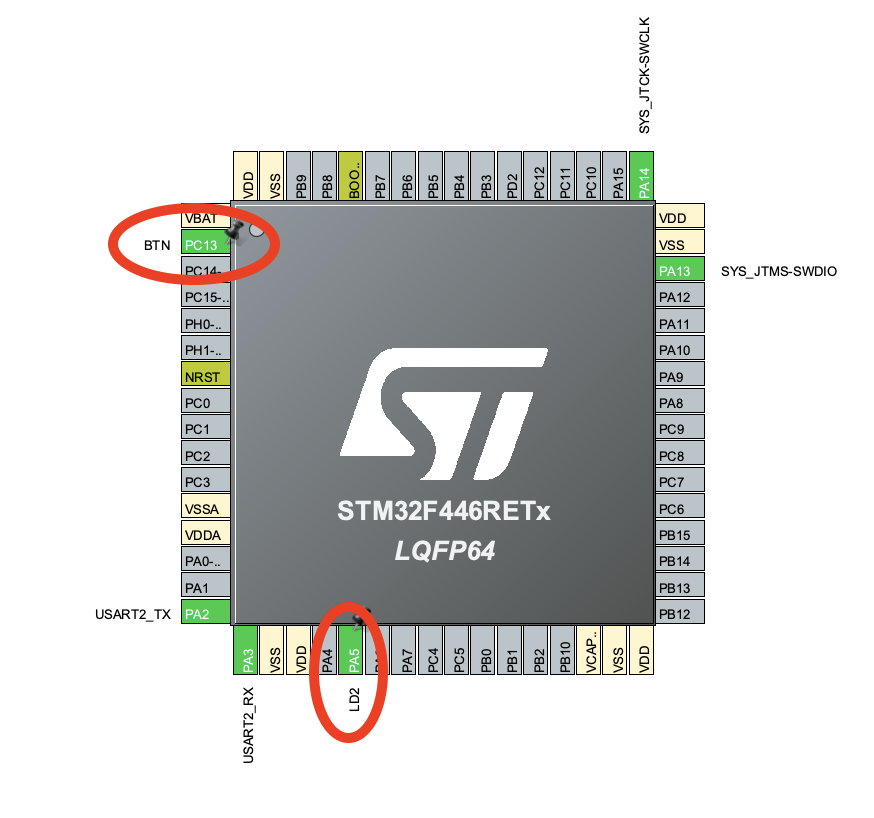 SYS_JTCK-SWCLK
VDD
VSS
PB9
PB8
BOO..
PB7
PB6
PB5
PB4
PB3
PD2
PC12
PC11
PC10
PA15
PA14
VBAT
BTN PC13
PC14-
PC15-..
PH0-..
PH1-..
NRST
PC0
PC1
PC2
PC3
VSSA
VDDA
PA0-..
PA1
USART2_TX PA2
ST
STM32F446RETx
LQFP64
VDD
VSS
PA13 SYS_JTMS-SWDIO
PA12
PA11
PA10
PA9
PA8
PC9
PC8
PC7
PC6
PB15
PB14
PB13
PB12
PA3
VSS
VDD
PA4
PA5
PA7
PC4
PC5
PB0
PB1
PB2
PB10
VCAP..
VSS
VDD
USART2_RX
LD2